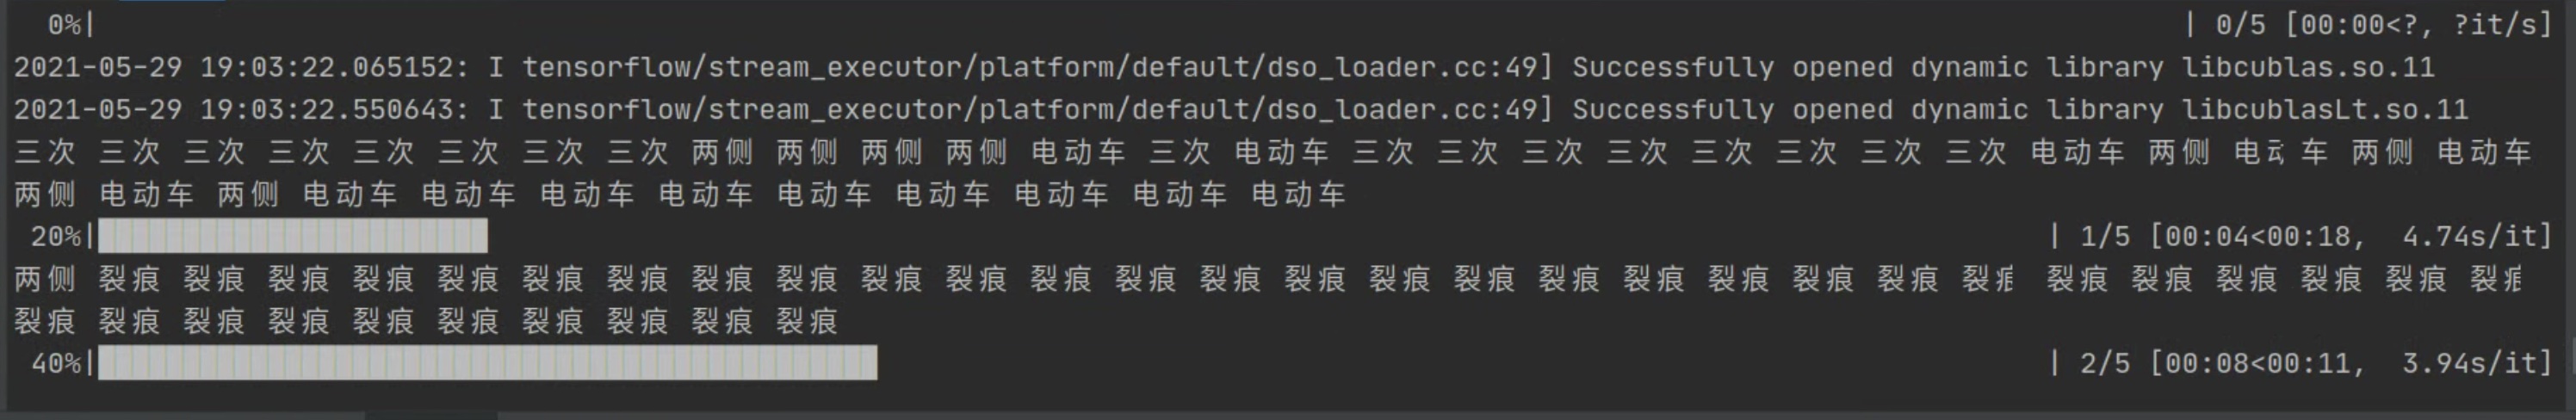 0%| | 0/5 [00:00<?, ?it/s]
2021-05-29 19:03:22.065152: I tensorflow/stream_executor/platform/default/dso_loader.cc:49] Successfully opened dynamic library libcublas.so.11
2021-05-29 19:03:22.550643: I tensorflow/stream_executor/platform/default/dso_loader.cc:49] Successfully opened dynamic library libcublasLt.so.11
三次 三次 三次 三次 三次 三次 三次 三次 两侧 两侧 两侧 两侧 电动车 三次 电动车 三次 三次 三次 三次 三次 三次 三次 三次 电动车 两侧 电动车 两侧 电动车
两侧 电动车 两侧 电动车 电动车 电动车 电动车 电动车 电动车 电动车 电动车 电动车
20%| | 1/5 [00:04<00:18, 4.74s/it]
两侧 裂痕 裂痕 裂痕 裂痕 裂痕 裂痕 裂痕 裂痕 裂痕 裂痕 裂痕 裂痕 裂痕 裂痕 裂痕 裂痕 裂痕 裂痕 裂痕 裂痕 裂痕 裂痕 裂痕 裂痕 裂痕 裂痕 裂痕 裂痕 裂痕
裂痕 裂痕 裂痕 裂痕 裂痕 裂痕 裂痕 裂痕 裂痕 裂痕
40%| | 2/5 [00:08<00:11, 3.94s/it]